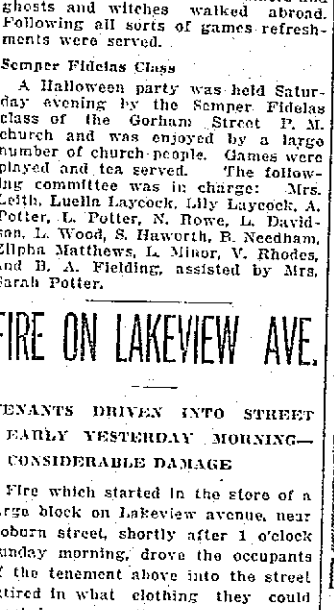 ghosts and witches walked abroad.
Following all sorts of games refresh-
ments were served.
Semper Fidelas Class
A Halloween party was held Satur-
day evening by the Semper Fidelas
class of the Gorham Street P. M.
church and was enjoyed by a large
number of church people. Games were
played and tea served. The follow-
ing committee was in charge: Mrs.
Leith, Luella Laycock, Lily Laycock, A.
Potter, L. Potter, N. Rowe, L. David-
son, L. Wood, S. Haworth, B. Needham,
Zilpha Matthews, L. Minor, V. Rhodes,
and B. A. Fielding, assisted by Mrs.
Sarah Potter.
FIRE ON LAKEVIEW AVE.
TENANTS DRIVEN INTO STREET
EARLY YESTERDAY MORNING—
CONSIDERABLE DAMAGE
Fire which started in the store of a
large block on Lakeview avenue, near
Coburn street, shortly after 1 o'clock
Sunday morning, drove the occupants
of the tenement above into the street
attired in what clothing they could